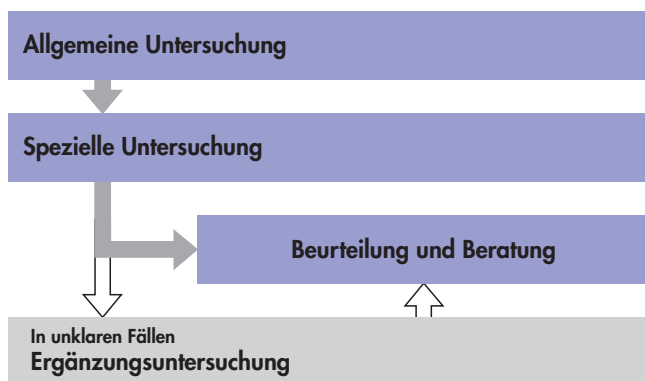 Allgemeine Untersuchung
Spezielle Untersuchung
Beurteilung und Beratung
In unklaren Fällen
Ergänzungsuntersuchung